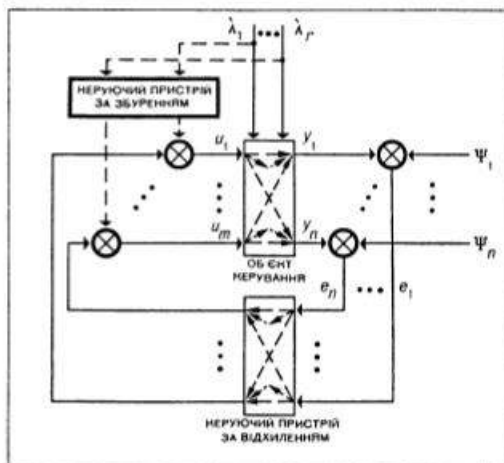 λ₁ ••• λᵣ
НЕРУЮЧИЙ ПРИСТРІЙ
ЗА ЗБУРЕННЯМ
u₁ y₁ Ψ₁
uₘ yₙ Ψₙ
ОБ ЄКТ
КЕРУВАННЯ
eₙ ••• e₁
НЕРУЮЧИЙ ПРИСТРІЙ
ЗА ВІДХИЛЕННЯМ